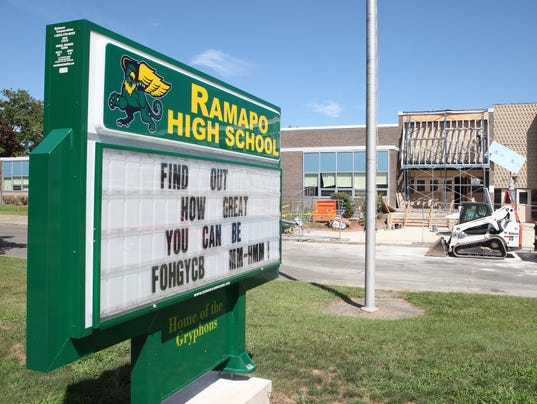 RAMAPO
HIGH SCHOOL
FIND OUT
HOW GREAT
YOU CAN BE
FOHGYCB MM-HMM!
Home of the
Gryphons